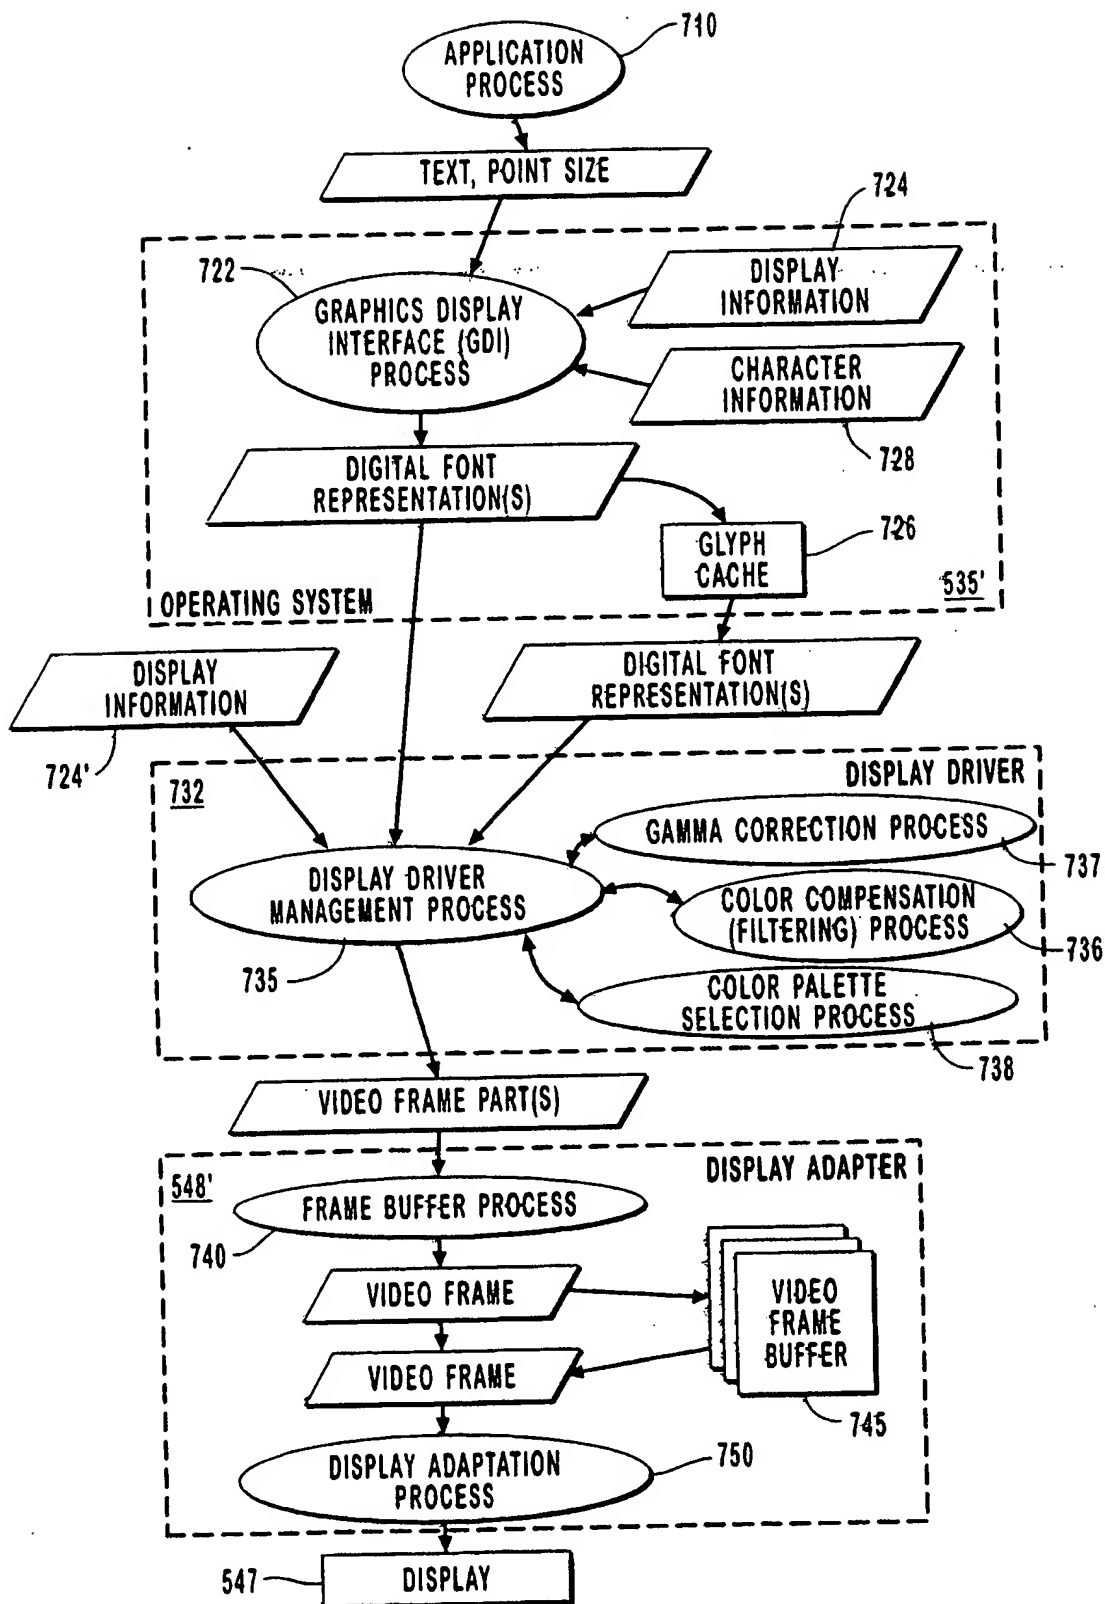 710
APPLICATION
PROCESS
TEXT, POINT SIZE
724
722
DISPLAY
INFORMATION
GRAPHICS DISPLAY
INTERFACE (GDI)
PROCESS
CHARACTER
INFORMATION
728
DIGITAL FONT
REPRESENTATION(S)
726
GLYPH
CACHE
OPERATING SYSTEM
535'
DISPLAY
INFORMATION
DIGITAL FONT
REPRESENTATION(S)
724'
732
DISPLAY DRIVER
GAMMA CORRECTION PROCESS
737
DISPLAY DRIVER
MANAGEMENT PROCESS
COLOR COMPENSATION
(FILTERING) PROCESS
736
735
COLOR PALETTE
SELECTION PROCESS
738
VIDEO FRAME PART(S)
548'
DISPLAY ADAPTER
FRAME BUFFER PROCESS
740
VIDEO FRAME
VIDEO
FRAME
BUFFER
VIDEO FRAME
745
750
DISPLAY ADAPTATION
PROCESS
547
DISPLAY